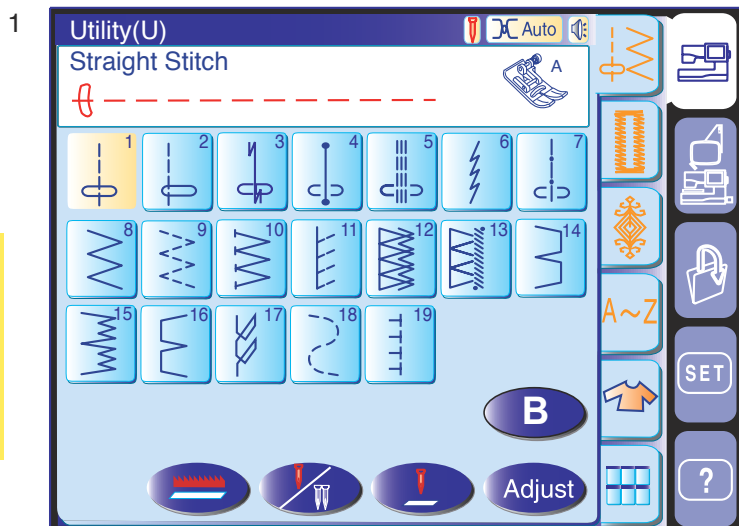 1
Utility(U) Auto
Straight Stitch A
1 2 3 4 5 6 7
8 9 10 11 12 13 14
15 16 17 18 19
A~Z
SET
B
Adjust ?